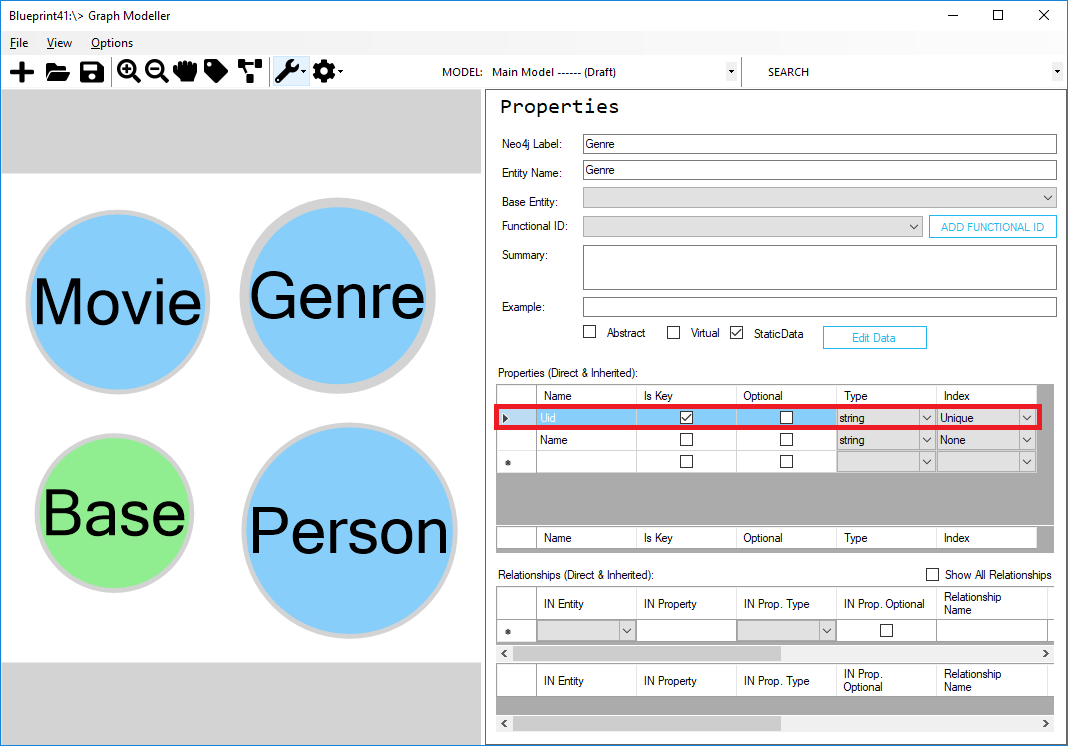 Blueprint41:\> Graph Modeller
File View Options
MODEL: Main Model ------ (Draft) SEARCH
Properties
Neo4j Label: Genre
Entity Name: Genre
Base Entity:
Functional ID: ADD FUNCTIONAL ID
Summary:
Example:
Abstract Virtual StaticData Edit Data
Movie
Genre
Base
Person
Properties (Direct & Inherited):
Name Is Key Optional Type Index
Uid string Unique
Name string None
Name Is Key Optional Type Index
Relationships (Direct & Inherited): Show All Relationships
IN Entity IN Property IN Prop. Type IN Prop. Optional Relationship
Name
IN Entity IN Property IN Prop. Type IN Prop. Relationship
Optional Name